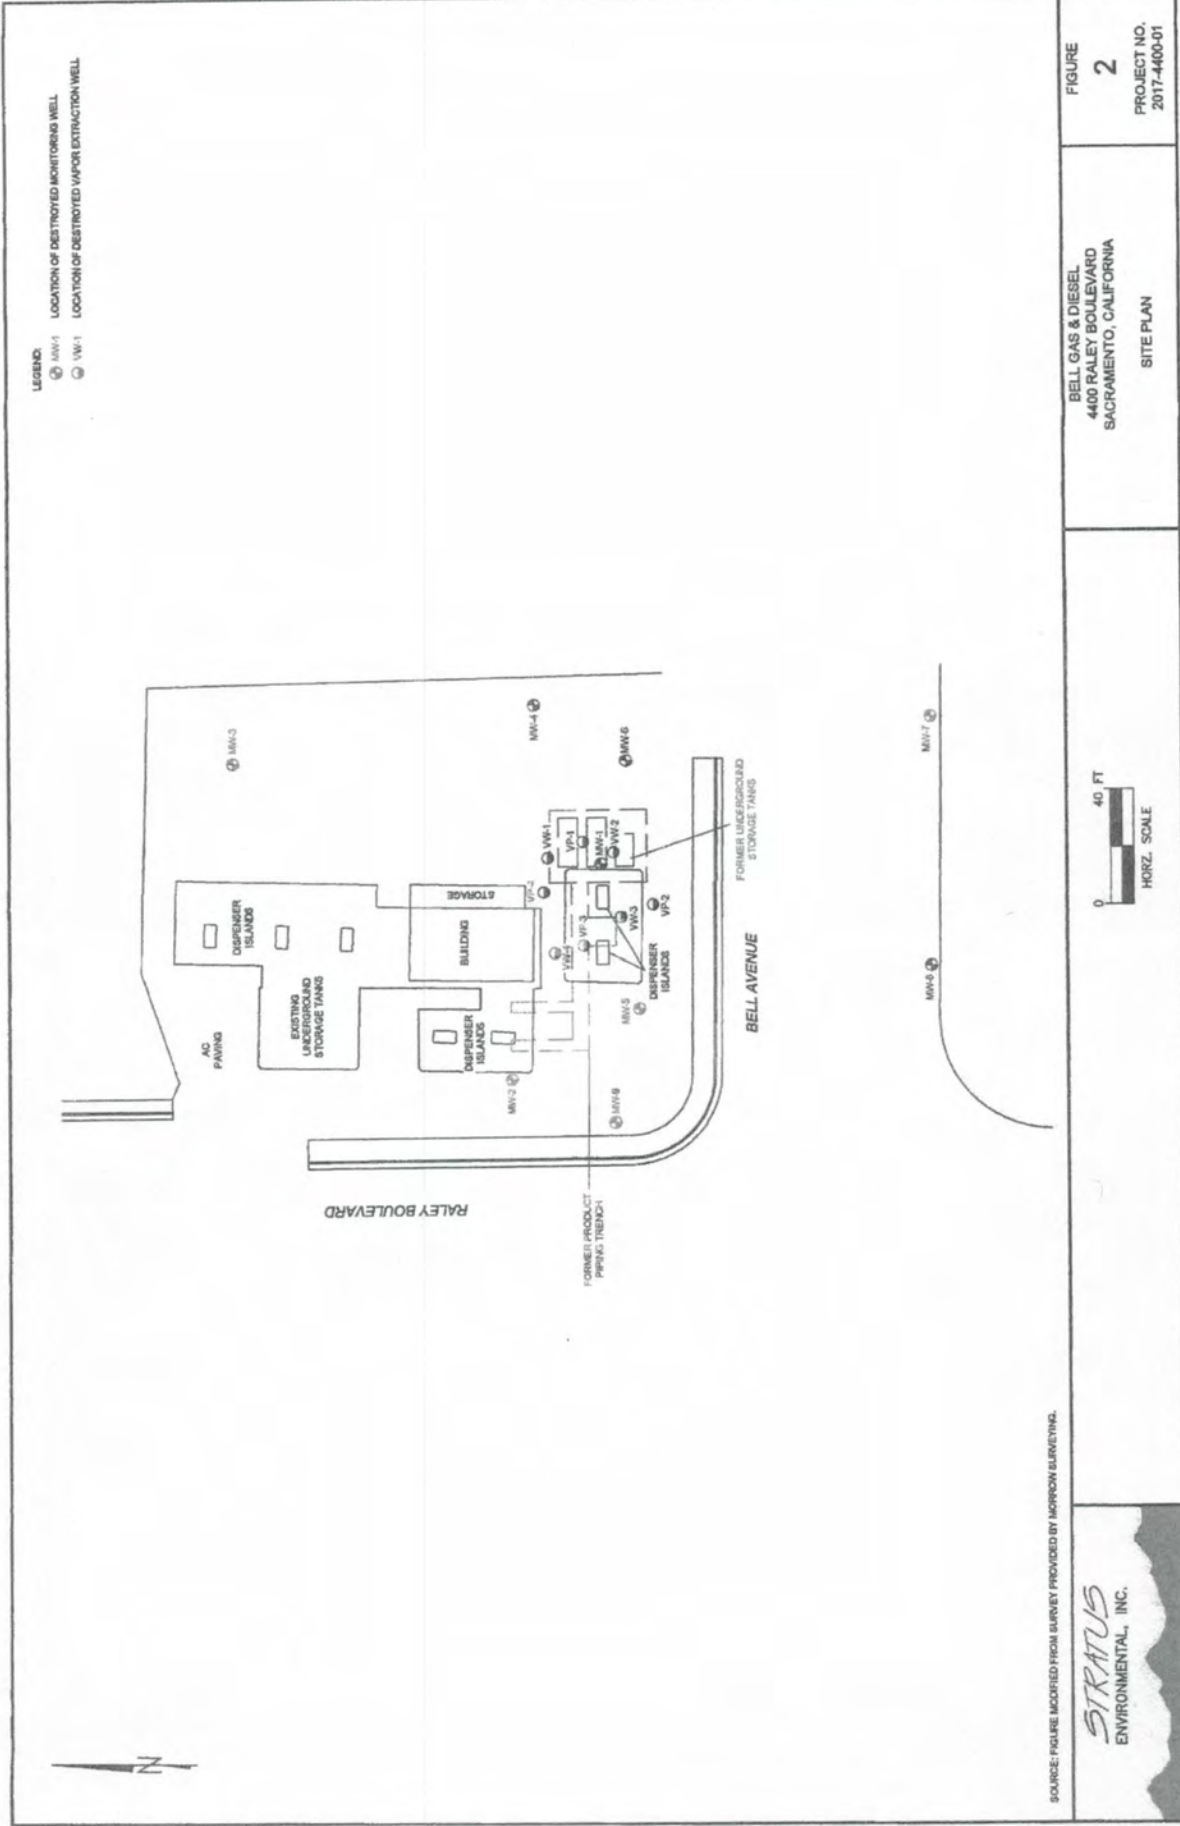 LEGEND:
MW-1 LOCATION OF DESTROYED MONITORING WELL
VW-1 LOCATION OF DESTROYED VAPOR EXTRACTION WELL
N
AC
PAVING
DISPENSER
ISLANDS
EXISTING
UNDERGROUND
STORAGE TANKS
MW-3
RALEY BOULEVARD
BUILDING
STORAGE
DISPENSER
ISLANDS
MW-2
MW-4
VW-1
VP-1
MW-1
VW-2
MW-6
VP-3
VW-3
VP-2
MW-5
MW-9
DISPENSER
ISLANDS
FORMER PRODUCT
PIPING TRENCH
FORMER UNDERGROUND
STORAGE TANKS
BELL AVENUE
MW-8
MW-7
SOURCE: FIGURE MODIFIED FROM SURVEY PROVIDED BY MORROW SURVEYING.
STRATUS
ENVIRONMENTAL, INC.
0 40 FT
HORZ. SCALE
BELL GAS & DIESEL
4400 RALEY BOULEVARD
SACRAMENTO, CALIFORNIA
SITE PLAN
FIGURE
2
PROJECT NO.
2017-4400-01